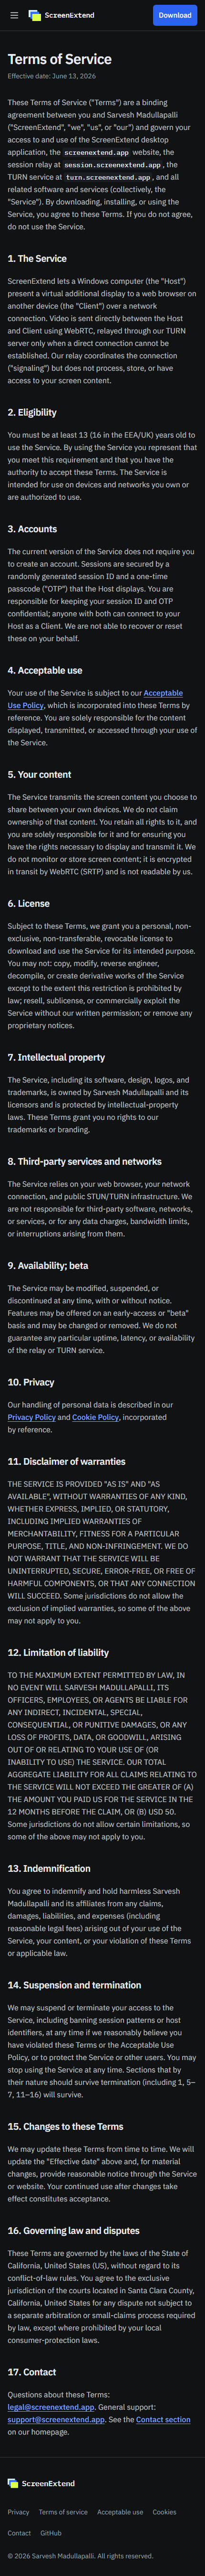 ScreenExtend
Download
Terms of Service
Effective date: June 13, 2026
These Terms of Service ("Terms") are a binding
agreement between you and Sarvesh Madullapalli
("ScreenExtend", "we", "us", or "our") and govern your
access to and use of the ScreenExtend desktop
application, the screenextend.app website, the
session relay at session.screenextend.app, the
TURN service at turn.screenextend.app, and all
related software and services (collectively, the
"Service"). By downloading, installing, or using the
Service, you agree to these Terms. If you do not agree,
do not use the Service.
1. The Service
ScreenExtend lets a Windows computer (the "Host")
present a virtual additional display to a web browser on
another device (the "Client") over a network
connection. Video is sent directly between the Host
and Client using WebRTC, relayed through our TURN
server only when a direct connection cannot be
established. Our relay coordinates the connection
("signaling") but does not process, store, or have
access to your screen content.
2. Eligibility
You must be at least 13 (16 in the EEA/UK) years old to
use the Service. By using the Service you represent that
you meet this requirement and that you have the
authority to accept these Terms. The Service is
intended for use on devices and networks you own or
are authorized to use.
3. Accounts
The current version of the Service does not require you
to create an account. Sessions are secured by a
randomly generated session ID and a one-time
passcode ("OTP") that the Host displays. You are
responsible for keeping your session ID and OTP
confidential; anyone with both can connect to your
Host as a Client. We are not able to recover or reset
these on your behalf.
4. Acceptable use
Your use of the Service is subject to our Acceptable
Use Policy, which is incorporated into these Terms by
reference. You are solely responsible for the content
displayed, transmitted, or accessed through your use of
the Service.
5. Your content
The Service transmits the screen content you choose to
share between your own devices. We do not claim
ownership of that content. You retain all rights to it, and
you are solely responsible for it and for ensuring you
have the rights necessary to display and transmit it. We
do not monitor or store screen content; it is encrypted
in transit by WebRTC (SRTP) and is not readable by us.
6. License
Subject to these Terms, we grant you a personal, non-
exclusive, non-transferable, revocable license to
download and use the Service for its intended purpose.
You may not: copy, modify, reverse engineer,
decompile, or create derivative works of the Service
except to the extent this restriction is prohibited by
law; resell, sublicense, or commercially exploit the
Service without our written permission; or remove any
proprietary notices.
7. Intellectual property
The Service, including its software, design, logos, and
trademarks, is owned by Sarvesh Madullapalli and its
licensors and is protected by intellectual-property
laws. These Terms grant you no rights to our
trademarks or branding.
8. Third-party services and networks
The Service relies on your web browser, your network
connection, and public STUN/TURN infrastructure. We
are not responsible for third-party software, networks,
or services, or for any data charges, bandwidth limits,
or interruptions arising from them.
9. Availability; beta
The Service may be modified, suspended, or
discontinued at any time, with or without notice.
Features may be offered on an early-access or "beta"
basis and may be changed or removed. We do not
guarantee any particular uptime, latency, or availability
of the relay or TURN service.
10. Privacy
Our handling of personal data is described in our
Privacy Policy and Cookie Policy, incorporated
by reference.
11. Disclaimer of warranties
THE SERVICE IS PROVIDED "AS IS" AND "AS
AVAILABLE", WITHOUT WARRANTIES OF ANY KIND,
WHETHER EXPRESS, IMPLIED, OR STATUTORY,
INCLUDING IMPLIED WARRANTIES OF
MERCHANTABILITY, FITNESS FOR A PARTICULAR
PURPOSE, TITLE, AND NON-INFRINGEMENT. WE DO
NOT WARRANT THAT THE SERVICE WILL BE
UNINTERRUPTED, SECURE, ERROR-FREE, OR FREE OF
HARMFUL COMPONENTS, OR THAT ANY CONNECTION
WILL SUCCEED. Some jurisdictions do not allow the
exclusion of implied warranties, so some of the above
may not apply to you.
12. Limitation of liability
TO THE MAXIMUM EXTENT PERMITTED BY LAW, IN
NO EVENT WILL SARVESH MADULLAPALLI, ITS
OFFICERS, EMPLOYEES, OR AGENTS BE LIABLE FOR
ANY INDIRECT, INCIDENTAL, SPECIAL,
CONSEQUENTIAL, OR PUNITIVE DAMAGES, OR ANY
LOSS OF PROFITS, DATA, OR GOODWILL, ARISING
OUT OF OR RELATING TO YOUR USE OF (OR
INABILITY TO USE) THE SERVICE. OUR TOTAL
AGGREGATE LIABILITY FOR ALL CLAIMS RELATING TO
THE SERVICE WILL NOT EXCEED THE GREATER OF (A)
THE AMOUNT YOU PAID US FOR THE SERVICE IN THE
12 MONTHS BEFORE THE CLAIM, OR (B) USD 50.
Some jurisdictions do not allow certain limitations, so
some of the above may not apply to you.
13. Indemnification
You agree to indemnify and hold harmless Sarvesh
Madullapalli and its affiliates from any claims,
damages, liabilities, and expenses (including
reasonable legal fees) arising out of your use of the
Service, your content, or your violation of these Terms
or applicable law.
14. Suspension and termination
We may suspend or terminate your access to the
Service, including banning session patterns or host
identifiers, at any time if we reasonably believe you
have violated these Terms or the Acceptable Use
Policy, or to protect the Service or other users. You may
stop using the Service at any time. Sections that by
their nature should survive termination (including 1, 5–
7, 11–16) will survive.
15. Changes to these Terms
We may update these Terms from time to time. We will
update the "Effective date" above and, for material
changes, provide reasonable notice through the Service
or website. Your continued use after changes take
effect constitutes acceptance.
16. Governing law and disputes
These Terms are governed by the laws of the State of
California, United States (US), without regard to its
conflict-of-law rules. You agree to the exclusive
jurisdiction of the courts located in Santa Clara County,
California, United States for any dispute not subject to
a separate arbitration or small-claims process required
by law, except where prohibited by your local
consumer-protection laws.
17. Contact
Questions about these Terms:
legal@screenextend.app. General support:
support@screenextend.app. See the Contact section
on our homepage.
ScreenExtend
Privacy Terms of service Acceptable use Cookies
Contact GitHub
© 2026 Sarvesh Madullapalli. All rights reserved.